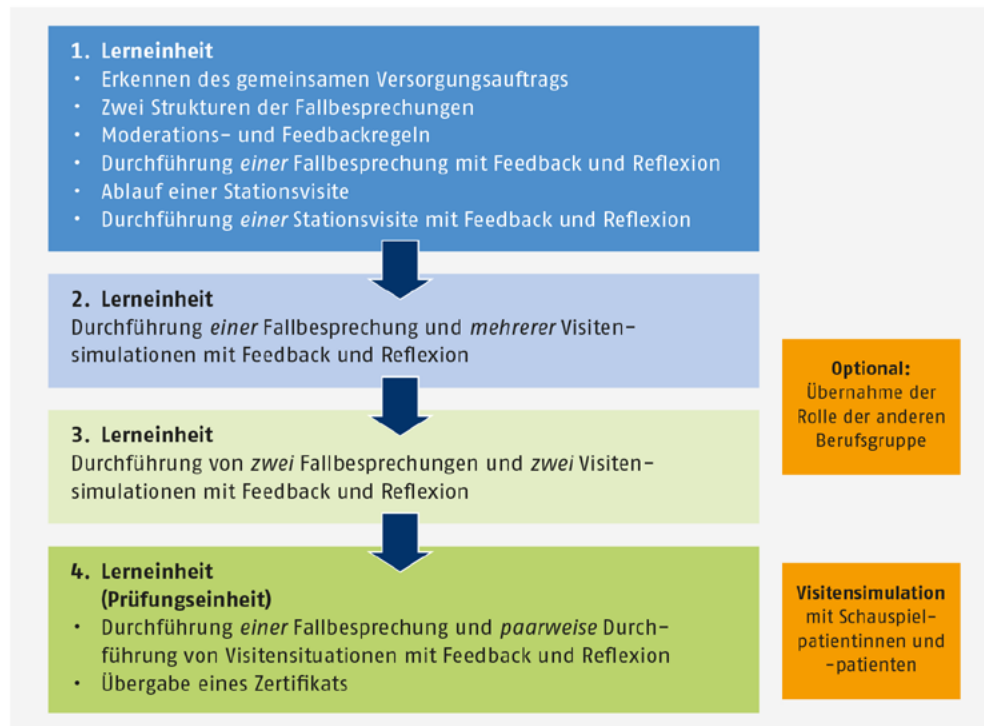 1. Lerneinheit
• Erkennen des gemeinsamen Versorgungsauftrags
• Zwei Strukturen der Fallbesprechungen
• Moderations- und Feedbackregeln
• Durchführung einer Fallbesprechung mit Feedback und Reflexion
• Ablauf einer Stationsvisite
• Durchführung einer Stationsvisite mit Feedback und Reflexion
2. Lerneinheit
Durchführung einer Fallbesprechung und mehrerer Visiten-
simulationen mit Feedback und Reflexion
3. Lerneinheit
Durchführung von zwei Fallbesprechungen und zwei Visiten-
simulationen mit Feedback und Reflexion
Optional:
Übernahme der
Rolle der anderen
Berufsgruppe
4. Lerneinheit
(Prüfungseinheit)
• Durchführung einer Fallbesprechung und paarweise Durch-
führung von Visitensituationen mit Feedback und Reflexion
• Übergabe eines Zertifikats
Visitensimulation
mit Schauspiel-
patientinnen und
-patienten